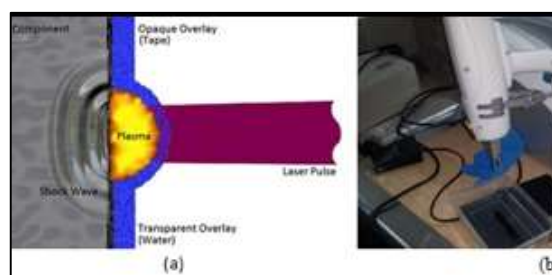 Component
Opaque Overlay
(Tape)
Plasma
Laser Pulse
Shock Wave
Transparent Overlay
(Water)
(a)
(b